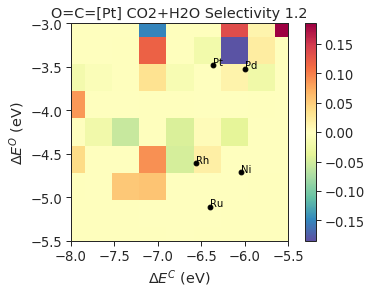 O=C=[Pt] CO2+H2O Selectivity 1.2
−3.0
−3.5
−4.0
−4.5
−5.0
−5.5
ΔE^O (eV)
Pt
Pd
Rh
Ni
Ru
−8.0 −7.5 −7.0 −6.5 −6.0 −5.5
ΔE^C (eV)
0.15
0.10
0.05
0.00
−0.05
−0.10
−0.15